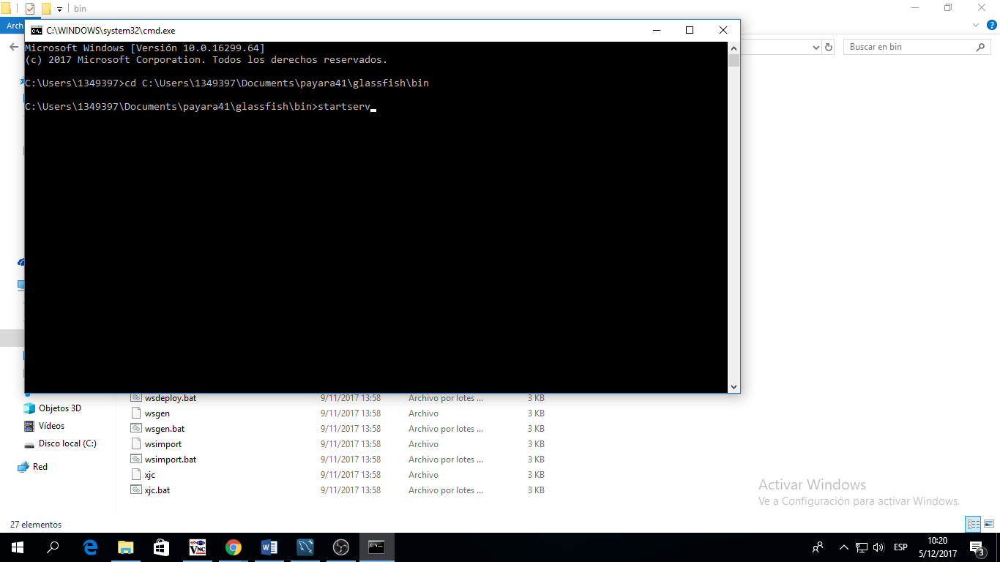 bin
Arch
C:\WINDOWS\system32\cmd.exe
Buscar en bin
Microsoft Windows [Versión 10.0.16299.64]
(c) 2017 Microsoft Corporation. Todos los derechos reservados.
C:\Users\1349397>cd C:\Users\1349397\Documents\payara41\glassfish\bin
C:\Users\1349397\Documents\payara41\glassfish\bin>startserv
wsdeploy.bat 9/11/2017 13:58 Archivo por lotes ... 3 KB
wsgen 9/11/2017 13:58 Archivo 3 KB
wsgen.bat 9/11/2017 13:58 Archivo por lotes ... 3 KB
wsimport 9/11/2017 13:58 Archivo 3 KB
wsimport.bat 9/11/2017 13:58 Archivo por lotes ... 3 KB
xjc 9/11/2017 13:58 Archivo 3 KB
xjc.bat 9/11/2017 13:58 Archivo por lotes ... 3 KB
Objetos 3D
Vídeos
Disco local (C:)
Red
Activar Windows
Ve a Configuración para activar Windows.
27 elementos
ESP
10:20
5/12/2017
3